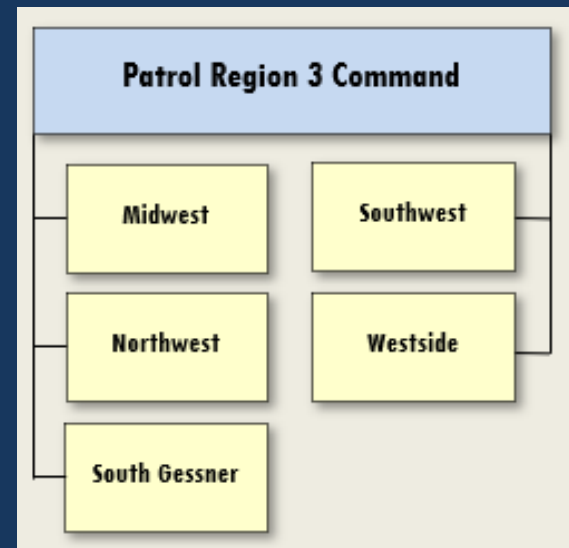 Patrol Region 3 Command
Midwest
Southwest
Northwest
Westside
South Gessner